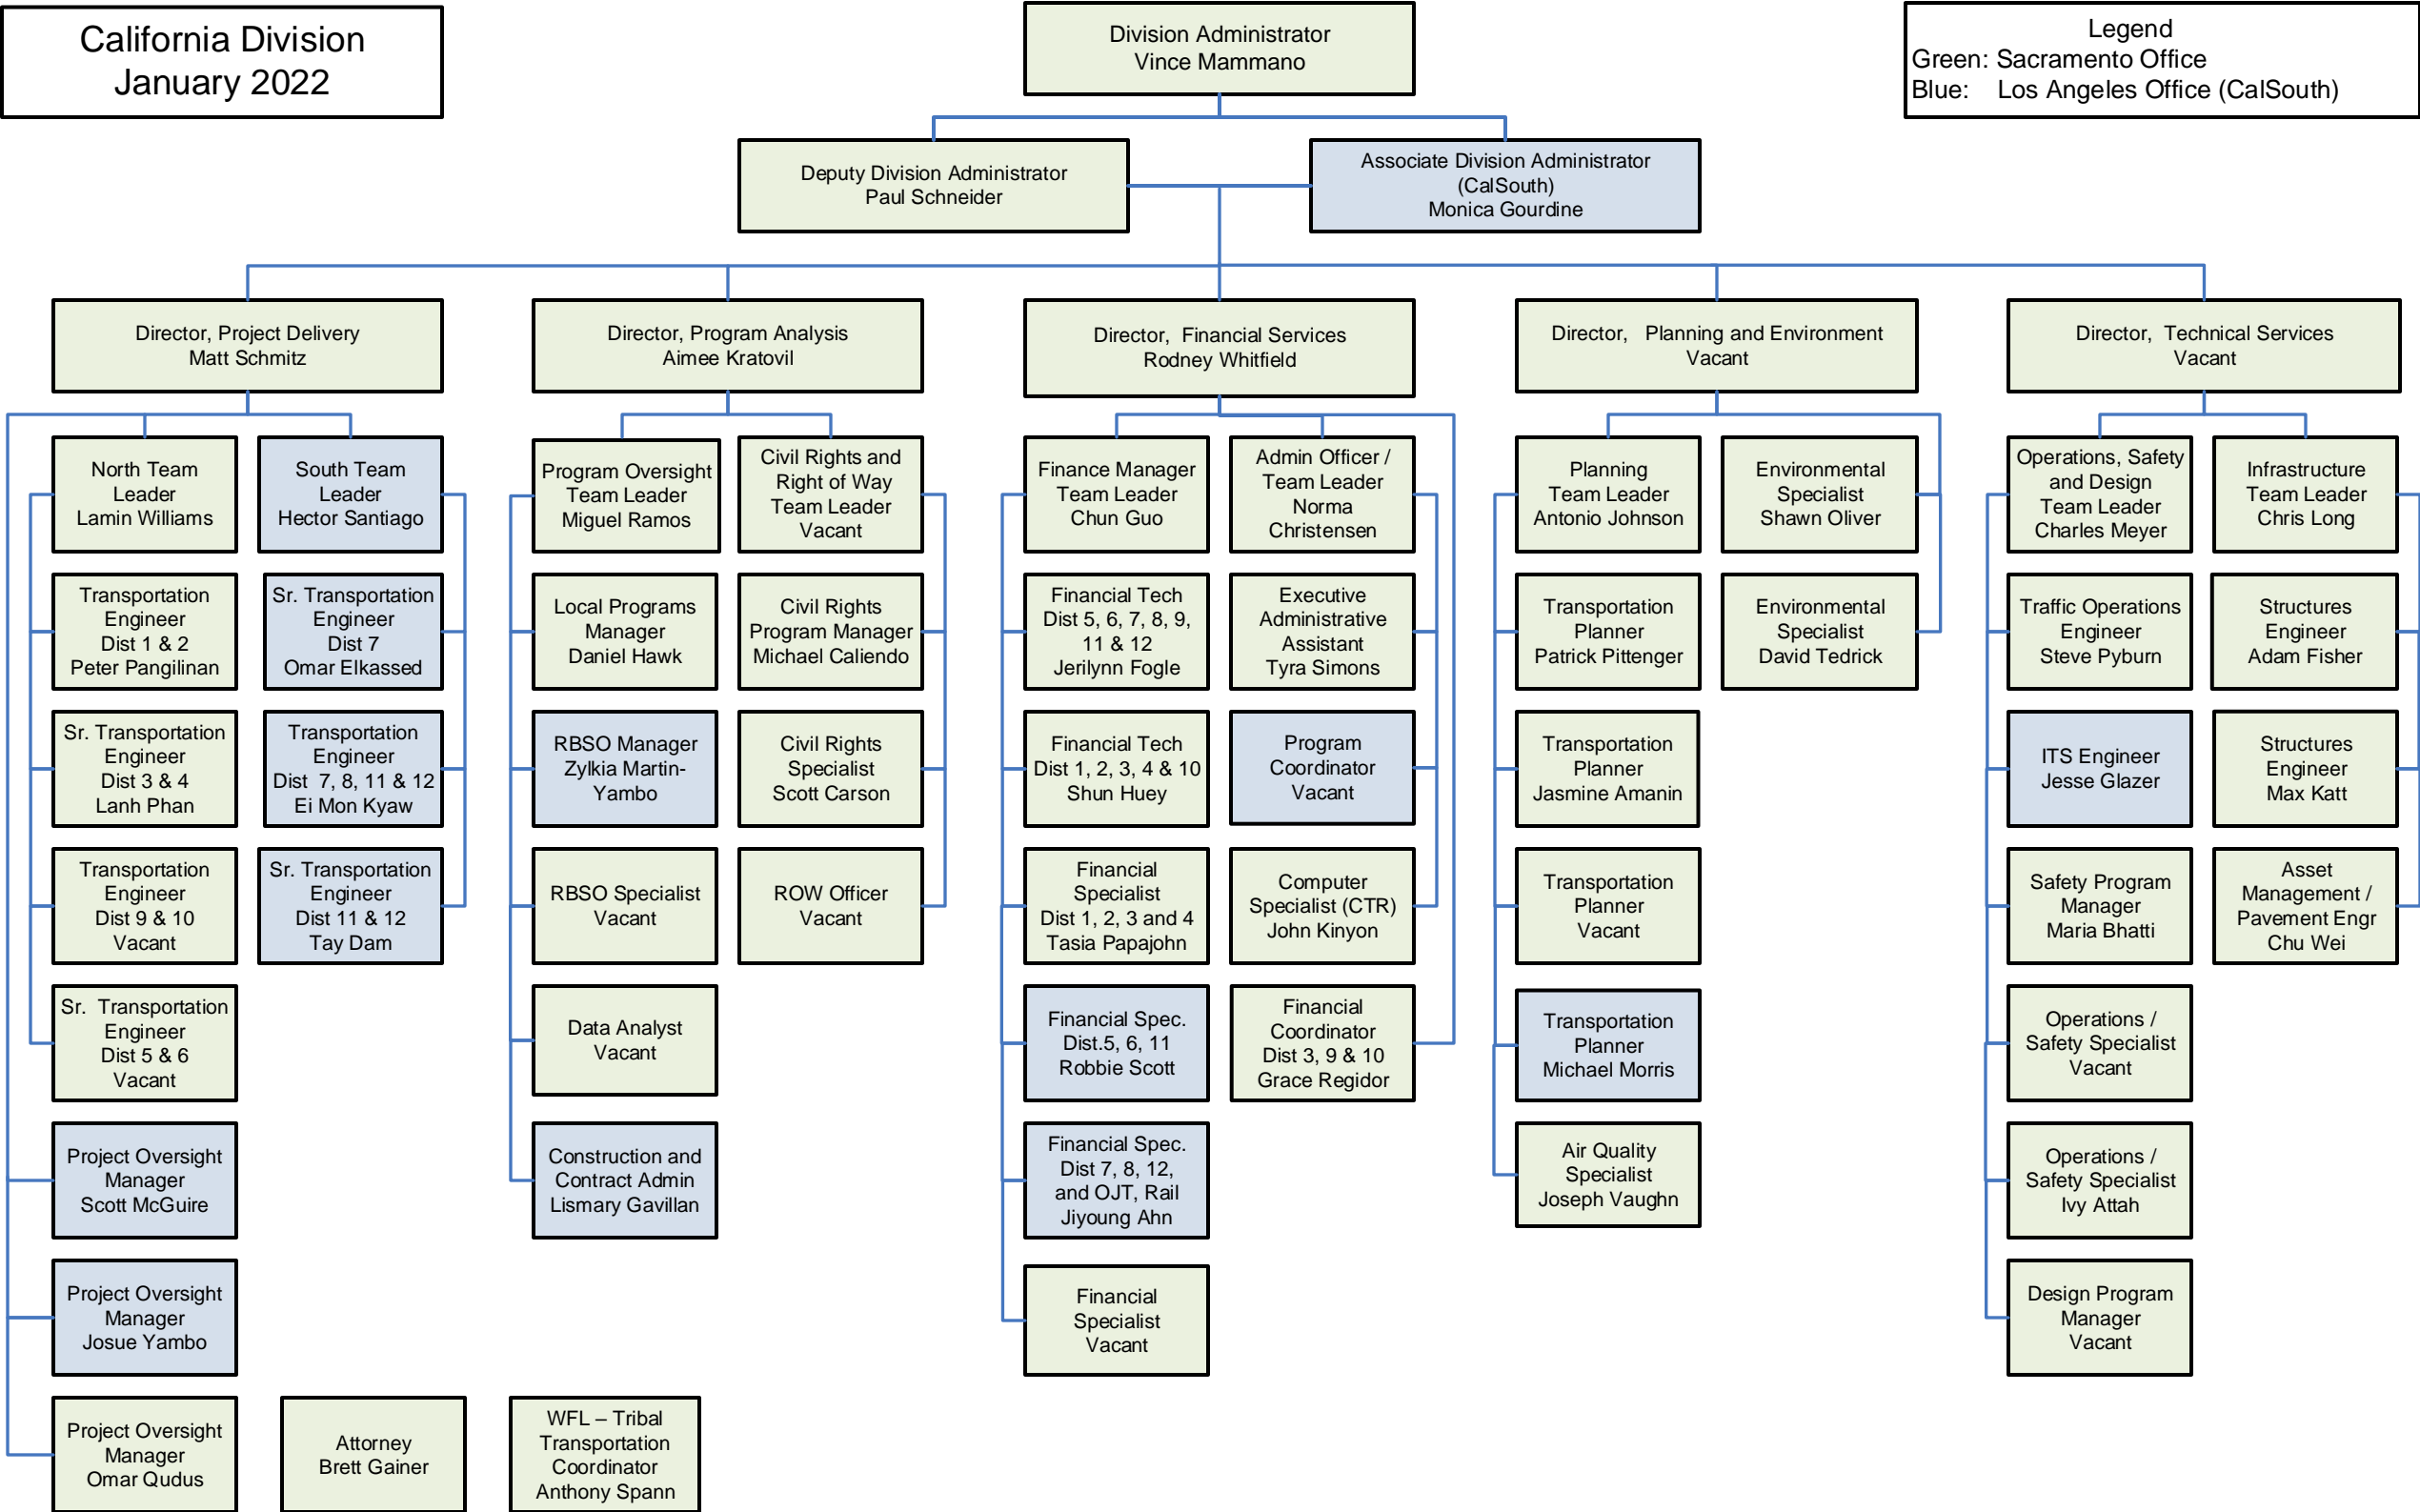 California Division
January 2022
Division Administrator
Vince Mammano
Legend
Green: Sacramento Office
Blue: Los Angeles Office (CalSouth)
Deputy Division Administrator
Paul Schneider
Associate Division Administrator
(CalSouth)
Monica Gourdine
Director, Project Delivery
Matt Schmitz
Director, Program Analysis
Aimee Kratovil
Director, Financial Services
Rodney Whitfield
Director, Planning and Environment
Vacant
Director, Technical Services
Vacant
North Team
Leader
Lamin Williams
South Team
Leader
Hector Santiago
Program Oversight
Team Leader
Miguel Ramos
Civil Rights and
Right of Way
Team Leader
Vacant
Finance Manager
Team Leader
Chun Guo
Admin Officer /
Team Leader
Norma
Christensen
Planning
Team Leader
Antonio Johnson
Environmental
Specialist
Shawn Oliver
Operations, Safety
and Design
Team Leader
Charles Meyer
Infrastructure
Team Leader
Chris Long
Transportation
Engineer
Dist 1 & 2
Peter Pangilinan
Sr. Transportation
Engineer
Dist 7
Omar Elkassed
Local Programs
Manager
Daniel Hawk
Civil Rights
Program Manager
Michael Caliendo
Financial Tech
Dist 5, 6, 7, 8, 9,
11 & 12
Jerilynn Fogle
Executive
Administrative
Assistant
Tyra Simons
Transportation
Planner
Patrick Pittenger
Environmental
Specialist
David Tedrick
Traffic Operations
Engineer
Steve Pyburn
Structures
Engineer
Adam Fisher
Sr. Transportation
Engineer
Dist 3 & 4
Lanh Phan
Transportation
Engineer
Dist 7, 8, 11 & 12
Ei Mon Kyaw
RBSO Manager
Zylkia Martin-
Yambo
Civil Rights
Specialist
Scott Carson
Financial Tech
Dist 1, 2, 3, 4 & 10
Shun Huey
Program
Coordinator
Vacant
Transportation
Planner
Jasmine Amanin
ITS Engineer
Jesse Glazer
Structures
Engineer
Max Katt
Transportation
Engineer
Dist 9 & 10
Vacant
Sr. Transportation
Engineer
Dist 11 & 12
Tay Dam
RBSO Specialist
Vacant
ROW Officer
Vacant
Financial
Specialist
Dist 1, 2, 3 and 4
Tasia Papajohn
Computer
Specialist (CTR)
John Kinyon
Transportation
Planner
Vacant
Safety Program
Manager
Maria Bhatti
Asset
Management /
Pavement Engr
Chu Wei
Sr. Transportation
Engineer
Dist 5 & 6
Vacant
Data Analyst
Vacant
Financial Spec.
Dist.5, 6, 11
Robbie Scott
Financial
Coordinator
Dist 3, 9 & 10
Grace Regidor
Transportation
Planner
Michael Morris
Operations /
Safety Specialist
Vacant
Project Oversight
Manager
Scott McGuire
Construction and
Contract Admin
Lismary Gavillan
Financial Spec.
Dist 7, 8, 12,
and OJT, Rail
Jiyoung Ahn
Air Quality
Specialist
Joseph Vaughn
Operations /
Safety Specialist
Ivy Attah
Project Oversight
Manager
Josue Yambo
Financial
Specialist
Vacant
Design Program
Manager
Vacant
Project Oversight
Manager
Omar Qudus
Attorney
Brett Gainer
WFL – Tribal
Transportation
Coordinator
Anthony Spann